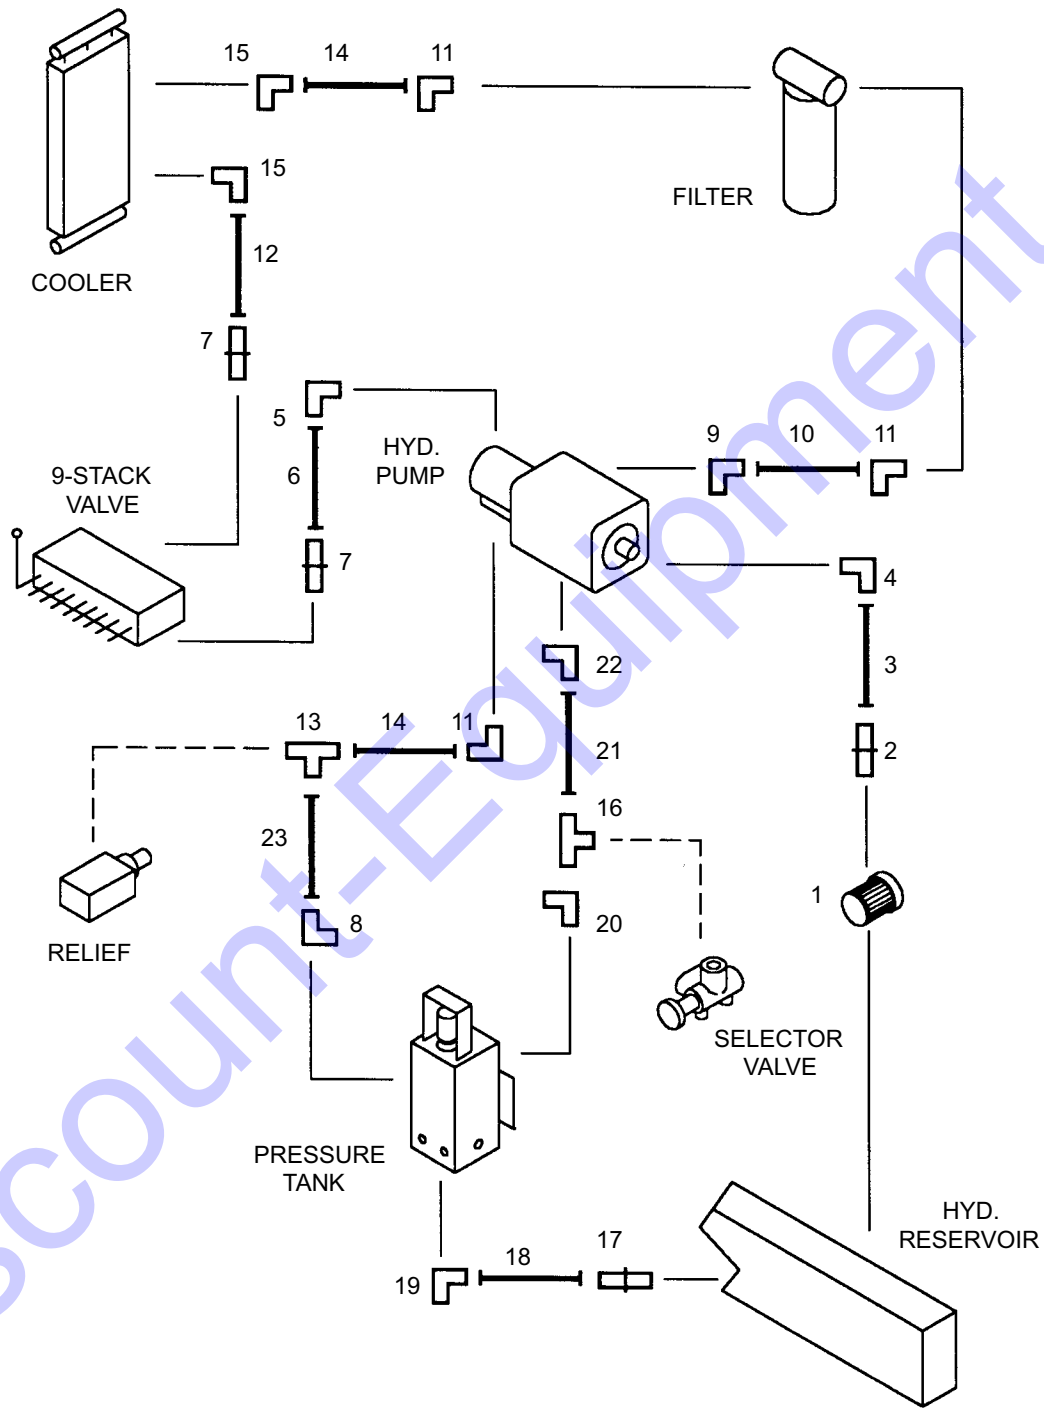 15 14 11
15
FILTER
12
COOLER
7
5
HYD.
PUMP
9 10 11
6
9-STACK
VALVE
7
4
3
22
13 14 11
21
2
16
23
1
8
20
RELIEF
SELECTOR
VALVE
PRESSURE
TANK
HYD.
RESERVOIR
17
18
19
scount-Equipment